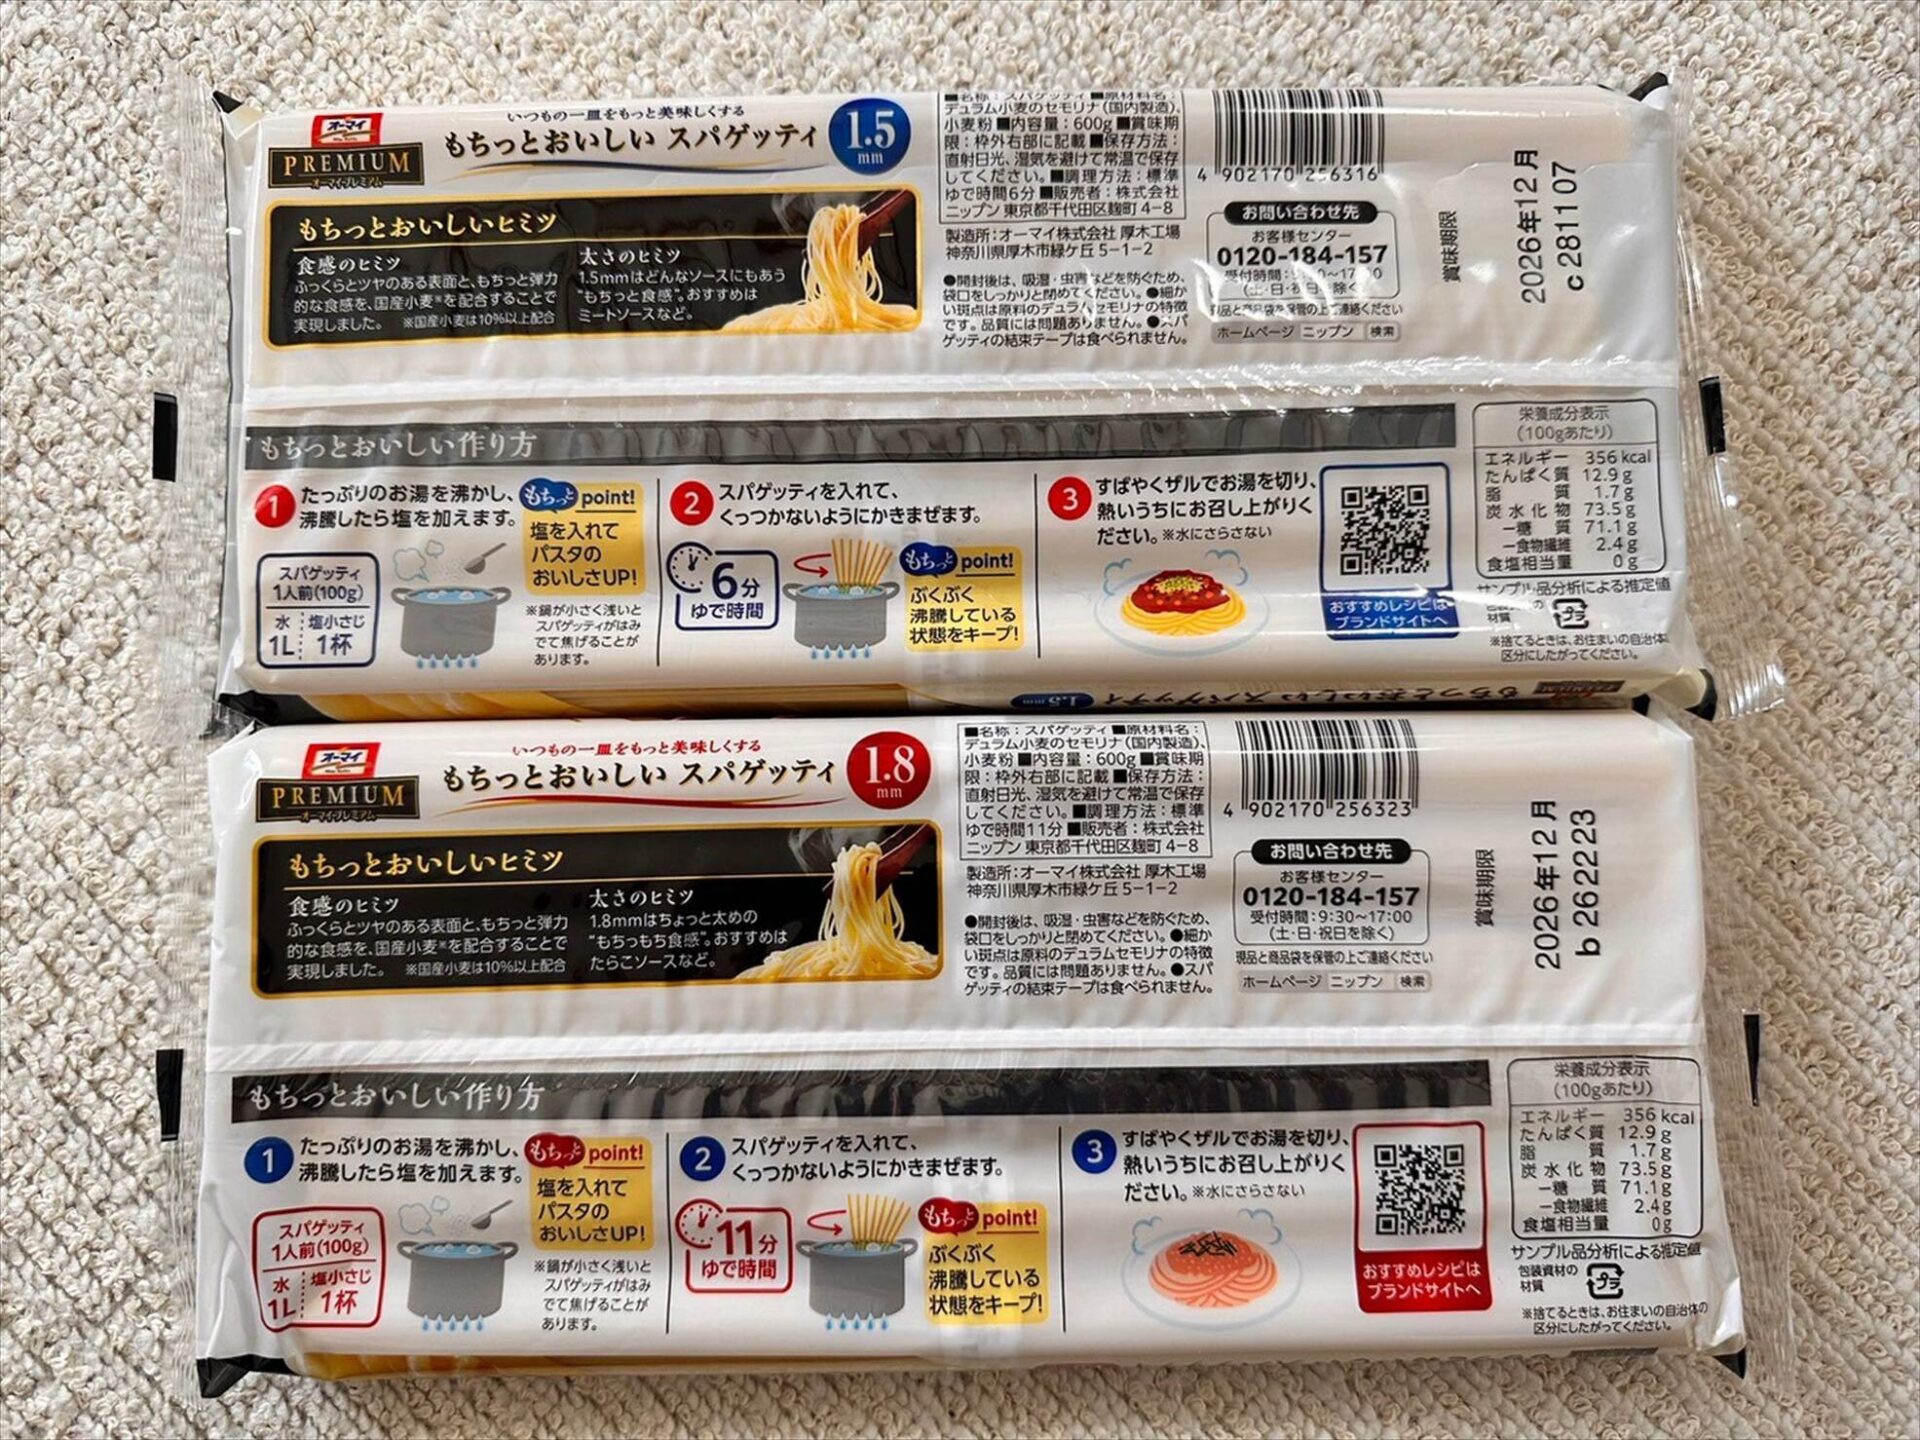 オーマイ
PREMIUM
オーマイプレミアム
いつもの一皿をもっと美味しくする
もちっとおいしい スパゲッティ
1.5
mm
もちっとおいしいヒミツ
食感のヒミツ
ふっくらとツヤのある表面と、もちっと弾力
的な食感を、国産小麦※を配合することで
実現しました。 ※国産小麦は10%以上配合
太さのヒミツ
1.5mmはどんなソースにもあう
“もちっと食感”。おすすめは
ミートソースなど。
■名称：スパゲッティ ■原材料名：
デュラム小麦のセモリナ（国内製造）、
小麦粉 ■内容量：600g ■賞味期
限：枠外右部に記載 ■保存方法：
直射日光、湿気を避けて常温で保存
してください。■調理方法：標準
ゆで時間6分 ■販売者：株式会社
ニップン 東京都千代田区麹町 4−8
製造所：オーマイ株式会社 厚木工場
神奈川県厚木市緑ケ丘 5−1−2
●開封後は、吸湿・虫害などを防ぐため、
袋口をしっかりと閉めてください。●細か
い斑点は原料のデュラムセモリナの特徴
です。品質には問題ありません。●スパ
ゲッティの結束テープは食べられません。
4 902170 256316
お問い合わせ先
お客様センター
0120-184-157
受付時間：9:30〜17:00
（土・日・祝日を除く）
現品と商品袋を保管の上ご連絡ください
ホームページ ニップン 検索
賞味期限
2026年12月
c 281107
もちっとおいしい作り方
1 たっぷりのお湯を沸かし、
沸騰したら塩を加えます。
もちっと point!
塩を入れて
パスタの
おいしさUP!
スパゲッティ
1人前(100g)
水 塩小さじ
1L 1杯
※鍋が小さく浅いと
スパゲッティがはみ
でて焦げることが
あります。
2 スパゲッティを入れて、
くっつかないようにかきまぜます。
6分
ゆで時間
もちっと point!
ぶくぶく
沸騰している
状態をキープ!
3 すばやくザルでお湯を切り、
熱いうちにお召し上がりく
ださい。※水にさらさない
おすすめレシピは
ブランドサイトへ
栄養成分表示
(100gあたり)
エネルギー 356 kcal
たんぱく質 12.9 g
脂質 1.7 g
炭水化物 73.5 g
−糖質 71.1 g
−食物繊維 2.4 g
食塩相当量 0 g
サンプル品分析による推定値
包装資材の
材質
プラ
※捨てるときは、お住まいの自治体
区分にしたがってください。
もちっとおいしい スパゲッティ
1.5mm
オーマイ
PREMIUM
オーマイプレミアム
いつもの一皿をもっと美味しくする
もちっとおいしい スパゲッティ
1.8
mm
もちっとおいしいヒミツ
食感のヒミツ
ふっくらとツヤのある表面と、もちっと弾力
的な食感を、国産小麦※を配合することで
実現しました。 ※国産小麦は10%以上配合
太さのヒミツ
1.8mmはちょっと太めの
“もちもち食感”。おすすめは
たらこソースなど。
■名称：スパゲッティ ■原材料名：
デュラム小麦のセモリナ（国内製造）、
小麦粉 ■内容量：600g ■賞味期
限：枠外右部に記載 ■保存方法：
直射日光、湿気を避けて常温で保存
してください。■調理方法：標準
ゆで時間11分 ■販売者：株式会社
ニップン 東京都千代田区麹町 4−8
製造所：オーマイ株式会社 厚木工場
神奈川県厚木市緑ケ丘 5−1−2
●開封後は、吸湿・虫害などを防ぐため、
袋口をしっかりと閉めてください。●細か
い斑点は原料のデュラムセモリナの特徴
です。品質には問題ありません。●スパ
ゲッティの結束テープは食べられません。
4 902170 256323
お問い合わせ先
お客様センター
0120-184-157
受付時間：9:30〜17:00
（土・日・祝日を除く）
現品と商品袋を保管の上ご連絡ください
ホームページ ニップン 検索
賞味期限
2026年12月
b 262223
もちっとおいしい作り方
1 たっぷりのお湯を沸かし、
沸騰したら塩を加えます。
もちっと point!
塩を入れて
パスタの
おいしさUP!
スパゲッティ
1人前(100g)
水 塩小さじ
1L 1杯
※鍋が小さく浅いと
スパゲッティがはみ
でて焦げることが
あります。
2 スパゲッティを入れて、
くっつかないようにかきまぜます。
11分
ゆで時間
もちっと point!
ぶくぶく
沸騰している
状態をキープ!
3 すばやくザルでお湯を切り、
熱いうちにお召し上がりく
ださい。※水にさらさない
おすすめレシピは
ブランドサイトへ
栄養成分表示
(100gあたり)
エネルギー 356 kcal
たんぱく質 12.9 g
脂質 1.7 g
炭水化物 73.5 g
−糖質 71.1 g
−食物繊維 2.4 g
食塩相当量 0 g
サンプル品分析による推定値
包装資材の
材質
プラ
※捨てるときは、お住まいの自治体の
区分にしたがってください。